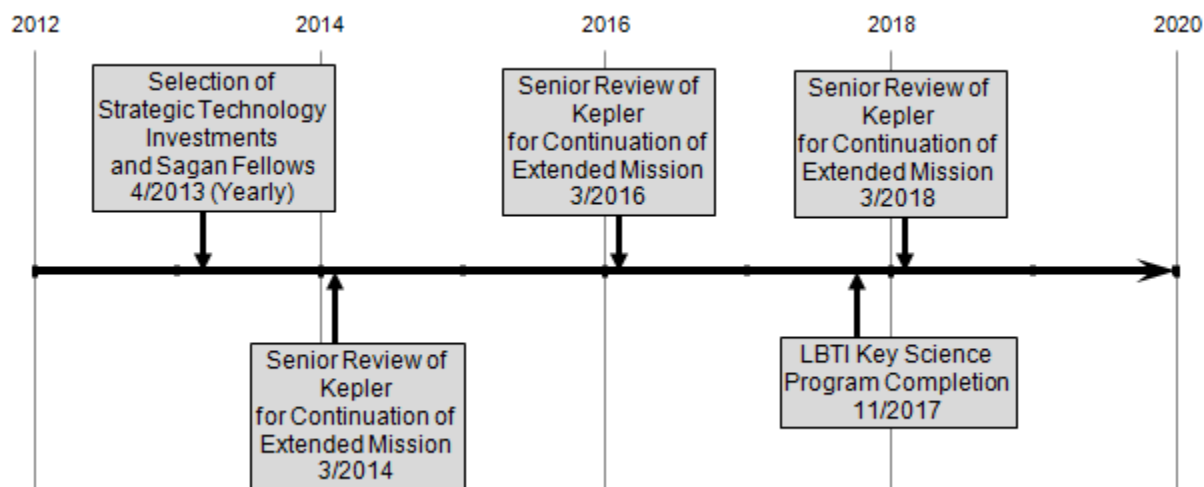 2012
2014
2016
2018
2020
Selection of
Strategic Technology
Investments
and Sagan Fellows
4/2013 (Yearly)
Senior Review of
Kepler
for Continuation of
Extended Mission
3/2016
Senior Review of
Kepler
for Continuation of
Extended Mission
3/2018
Senior Review of
Kepler
for Continuation of
Extended Mission
3/2014
LBTI Key Science
Program Completion
11/2017